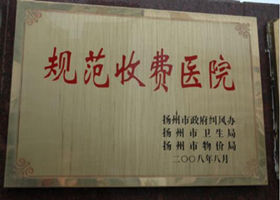 规范收费医院
扬州市政府纠风办
扬州市卫生局
扬州市物价局
二〇〇八年八月